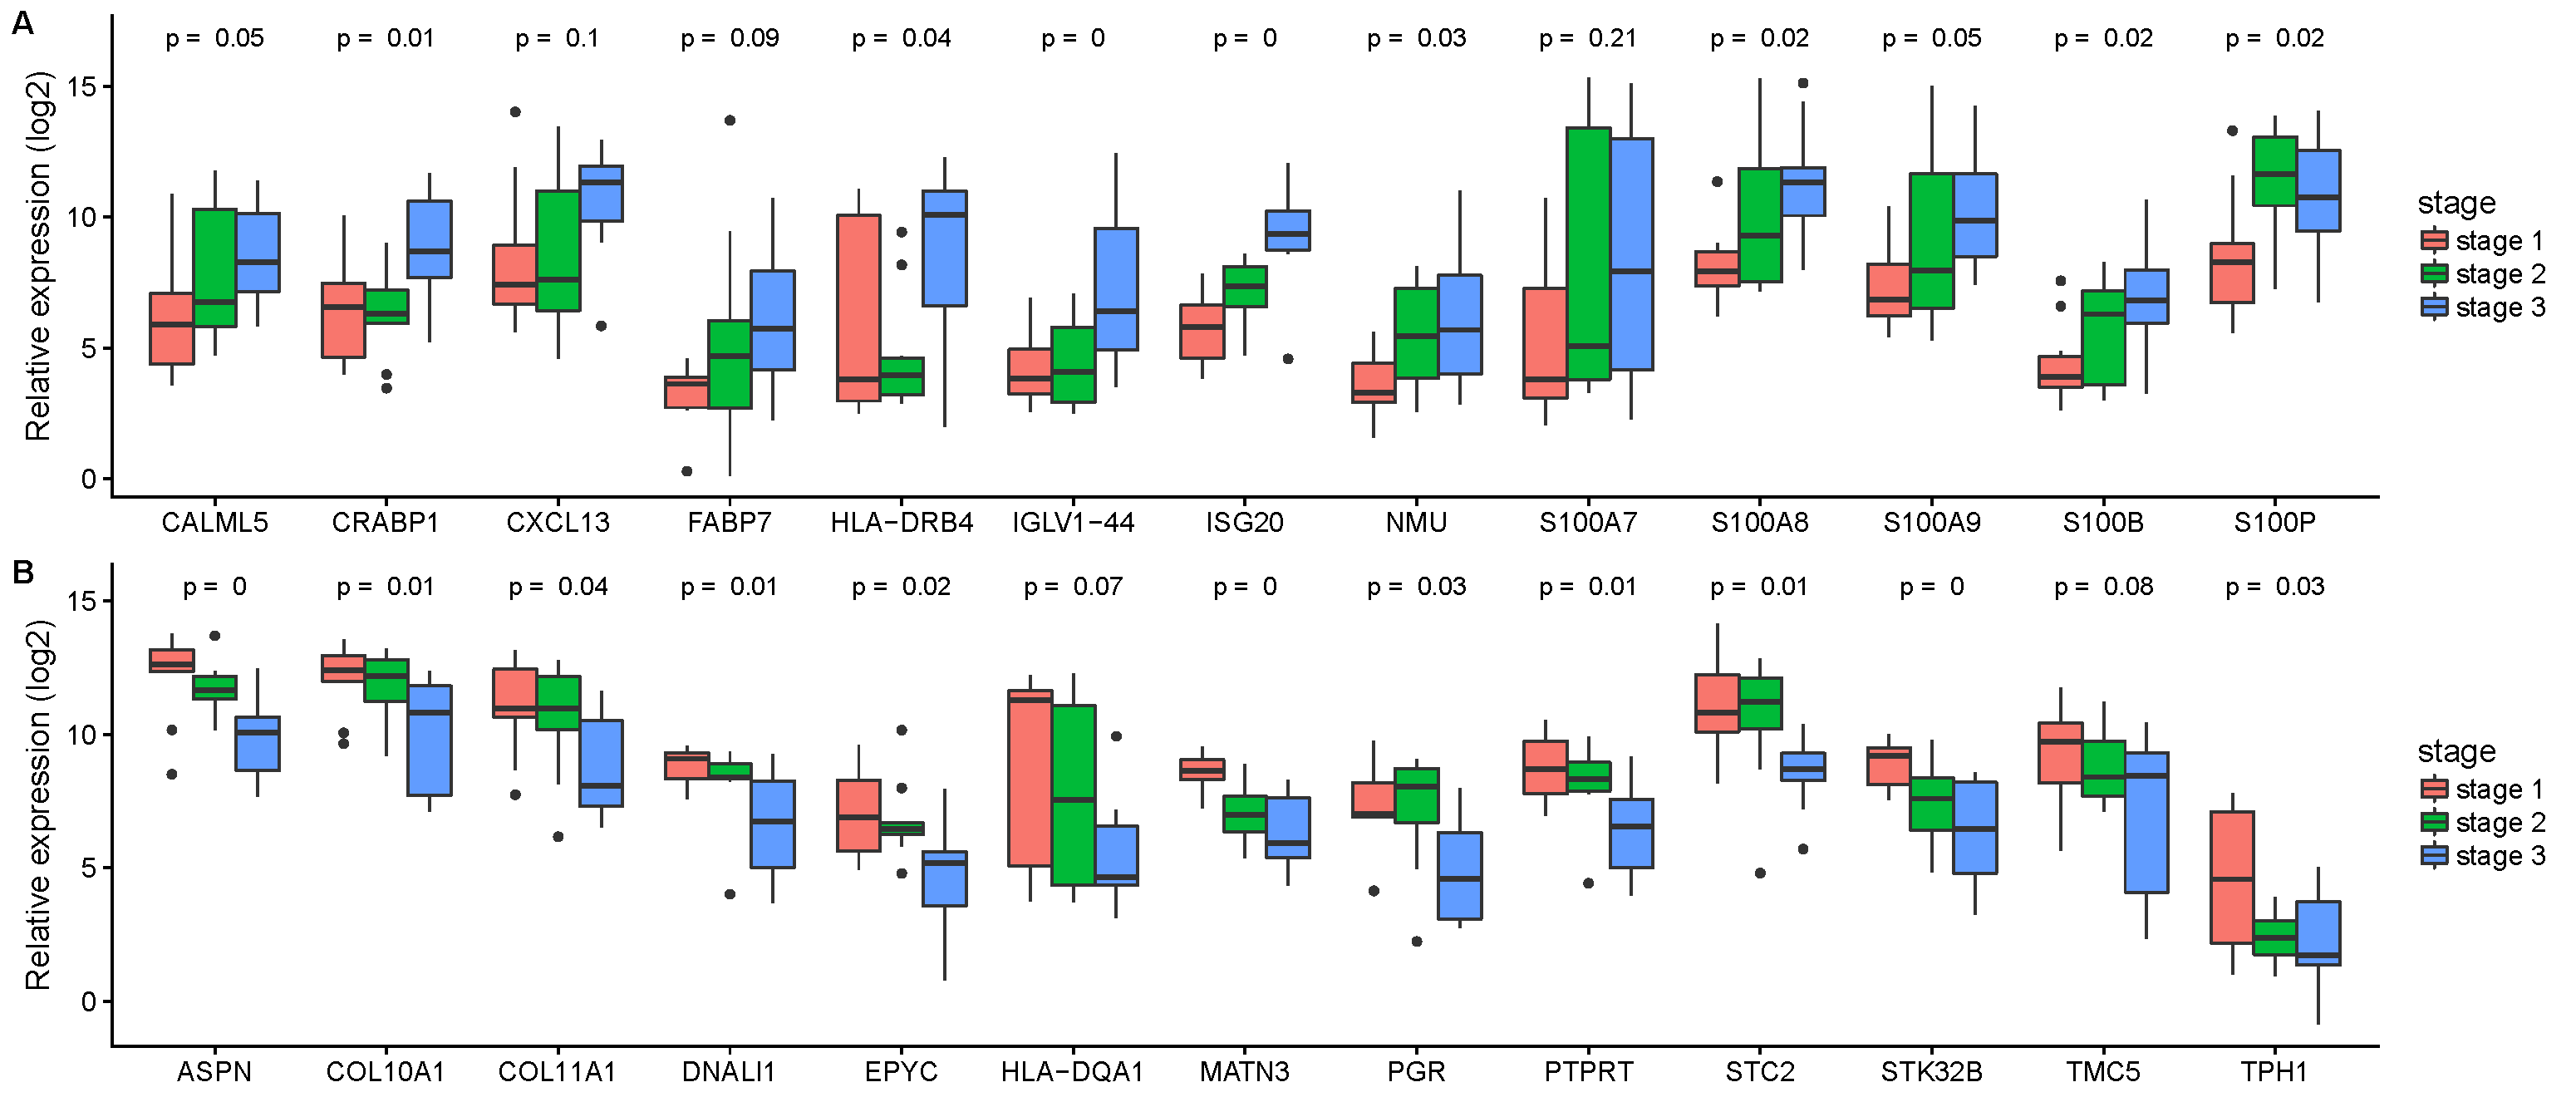 A
p = 0.05 p = 0.01 p = 0.1 p = 0.09 p = 0.04 p = 0 p = 0 p = 0.03 p = 0.21 p = 0.02 p = 0.05 p = 0.02 p = 0.02
Relative expression (log2)
15
10
5
0
CALML5 CRABP1 CXCL13 FABP7 HLA−DRB4 IGLV1−44 ISG20 NMU S100A7 S100A8 S100A9 S100B S100P
stage
stage 1
stage 2
stage 3
B
p = 0 p = 0.01 p = 0.04 p = 0.01 p = 0.02 p = 0.07 p = 0 p = 0.03 p = 0.01 p = 0.01 p = 0 p = 0.08 p = 0.03
Relative expression (log2)
15
10
5
0
ASPN COL10A1 COL11A1 DNALI1 EPYC HLA−DQA1 MATN3 PGR PTPRT STC2 STK32B TMC5 TPH1
stage
stage 1
stage 2
stage 3